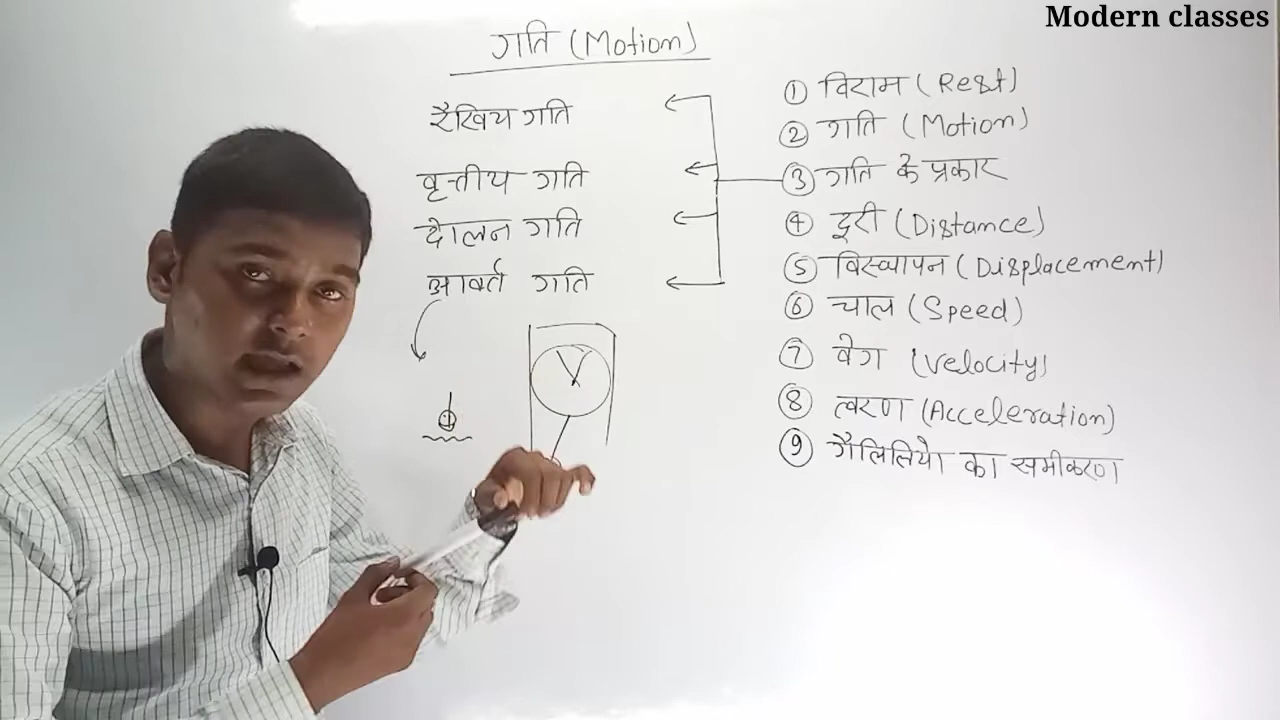 Modern classes
गति (Motion)
रैखिय गति
वृत्तीय गति
दोलन गति
आवर्त गति
① विराम (Rest)
② गति (Motion)
③ गति के प्रकार
④ दूरी (Distance)
⑤ विस्थापन (Displacement)
⑥ चाल (Speed)
⑦ वेग (Velocity)
⑧ त्वरण (Acceleration)
⑨ गैलिलियो का समीकरण